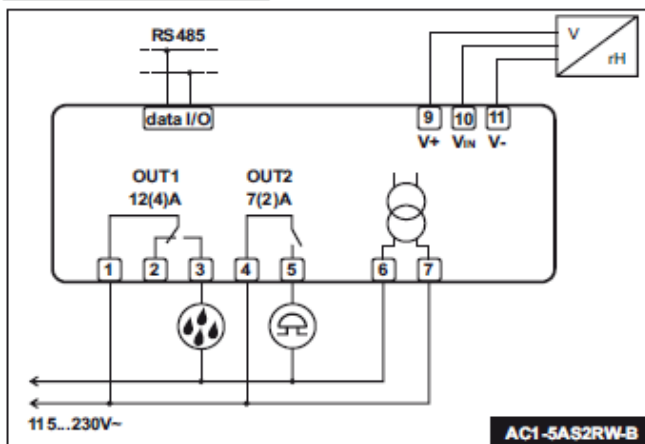 RS485
V
rH
data I/O
9 10 11
V+ VIN V-
OUT1 OUT2
12(4)A 7(2)A
1 2 3 4 5 6 7
115...230V~
AC1-5AS2RW-B